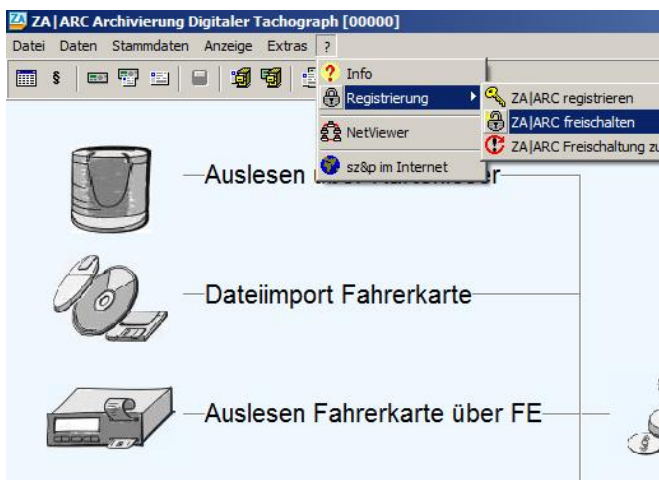 ZA|ARC Archivierung Digitaler Tachograph [00000]
Datei Daten Stammdaten Anzeige Extras ?
§
Info
Registrierung
ZA|ARC registrieren
ZA|ARC freischalten
NetViewer
ZA|ARC Freischaltung zu
sz&p im Internet
Auslesen
Dateiimport Fahrerkarte
Auslesen Fahrerkarte über FE